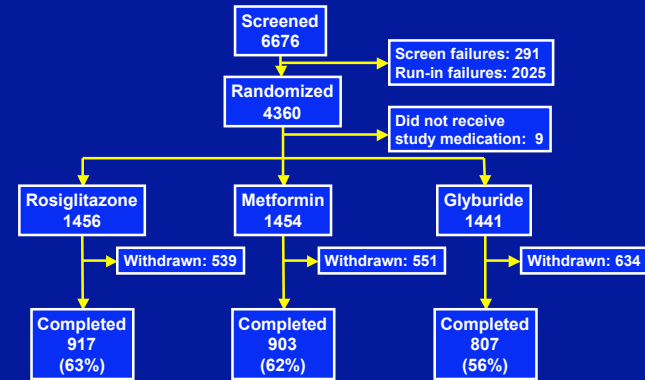 Screened
6676
Screen failures: 291
Run-in failures: 2025
Randomized
4360
Did not receive
study medication:  9
Rosiglitazone
1456
Metformin
1454
Glyburide
1441
Withdrawn: 539
Withdrawn: 551
Withdrawn: 634
Completed
917
(63%)
Completed
903
(62%)
Completed
807
(56%)